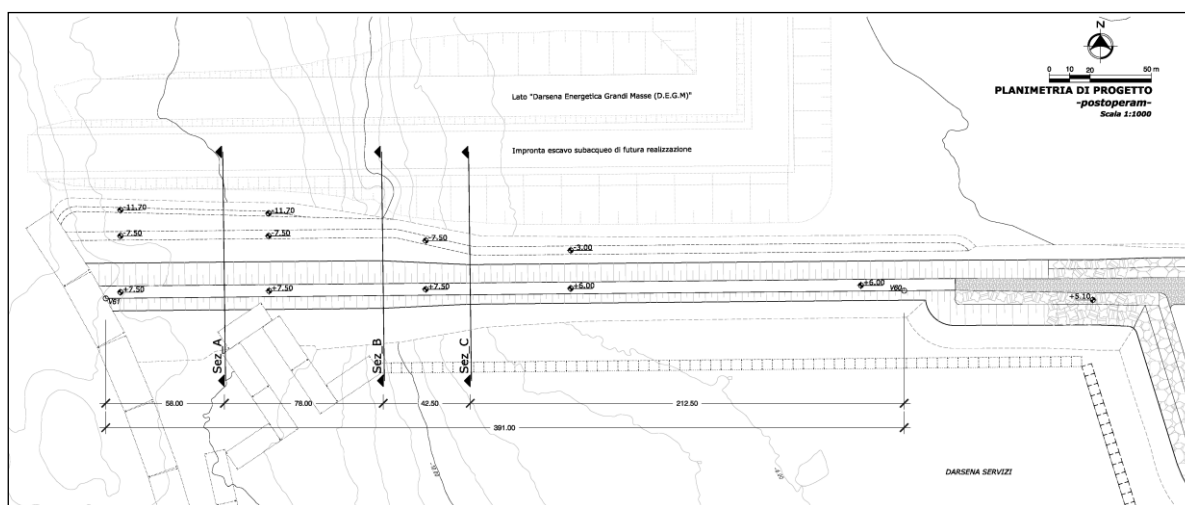 N
0 10 20 50 m
PLANIMETRIA DI PROGETTO
-postoperam-
Scala 1:1000
Lato "Darsena Energetica Grandi Masse (D.E.G.M)"
Impronta escavo subacqueo di futura realizzazione
-11.70
-11.70
-7.50
-7.50
-7.50
-3.00
+7.50
+7.50
+7.50
+6.00
+6.00
V61
V60
+5.10
Sez_A
Sez_B
Sez_C
58.00
78.00
42.50
212.50
391.00
DARSENA SERVIZI